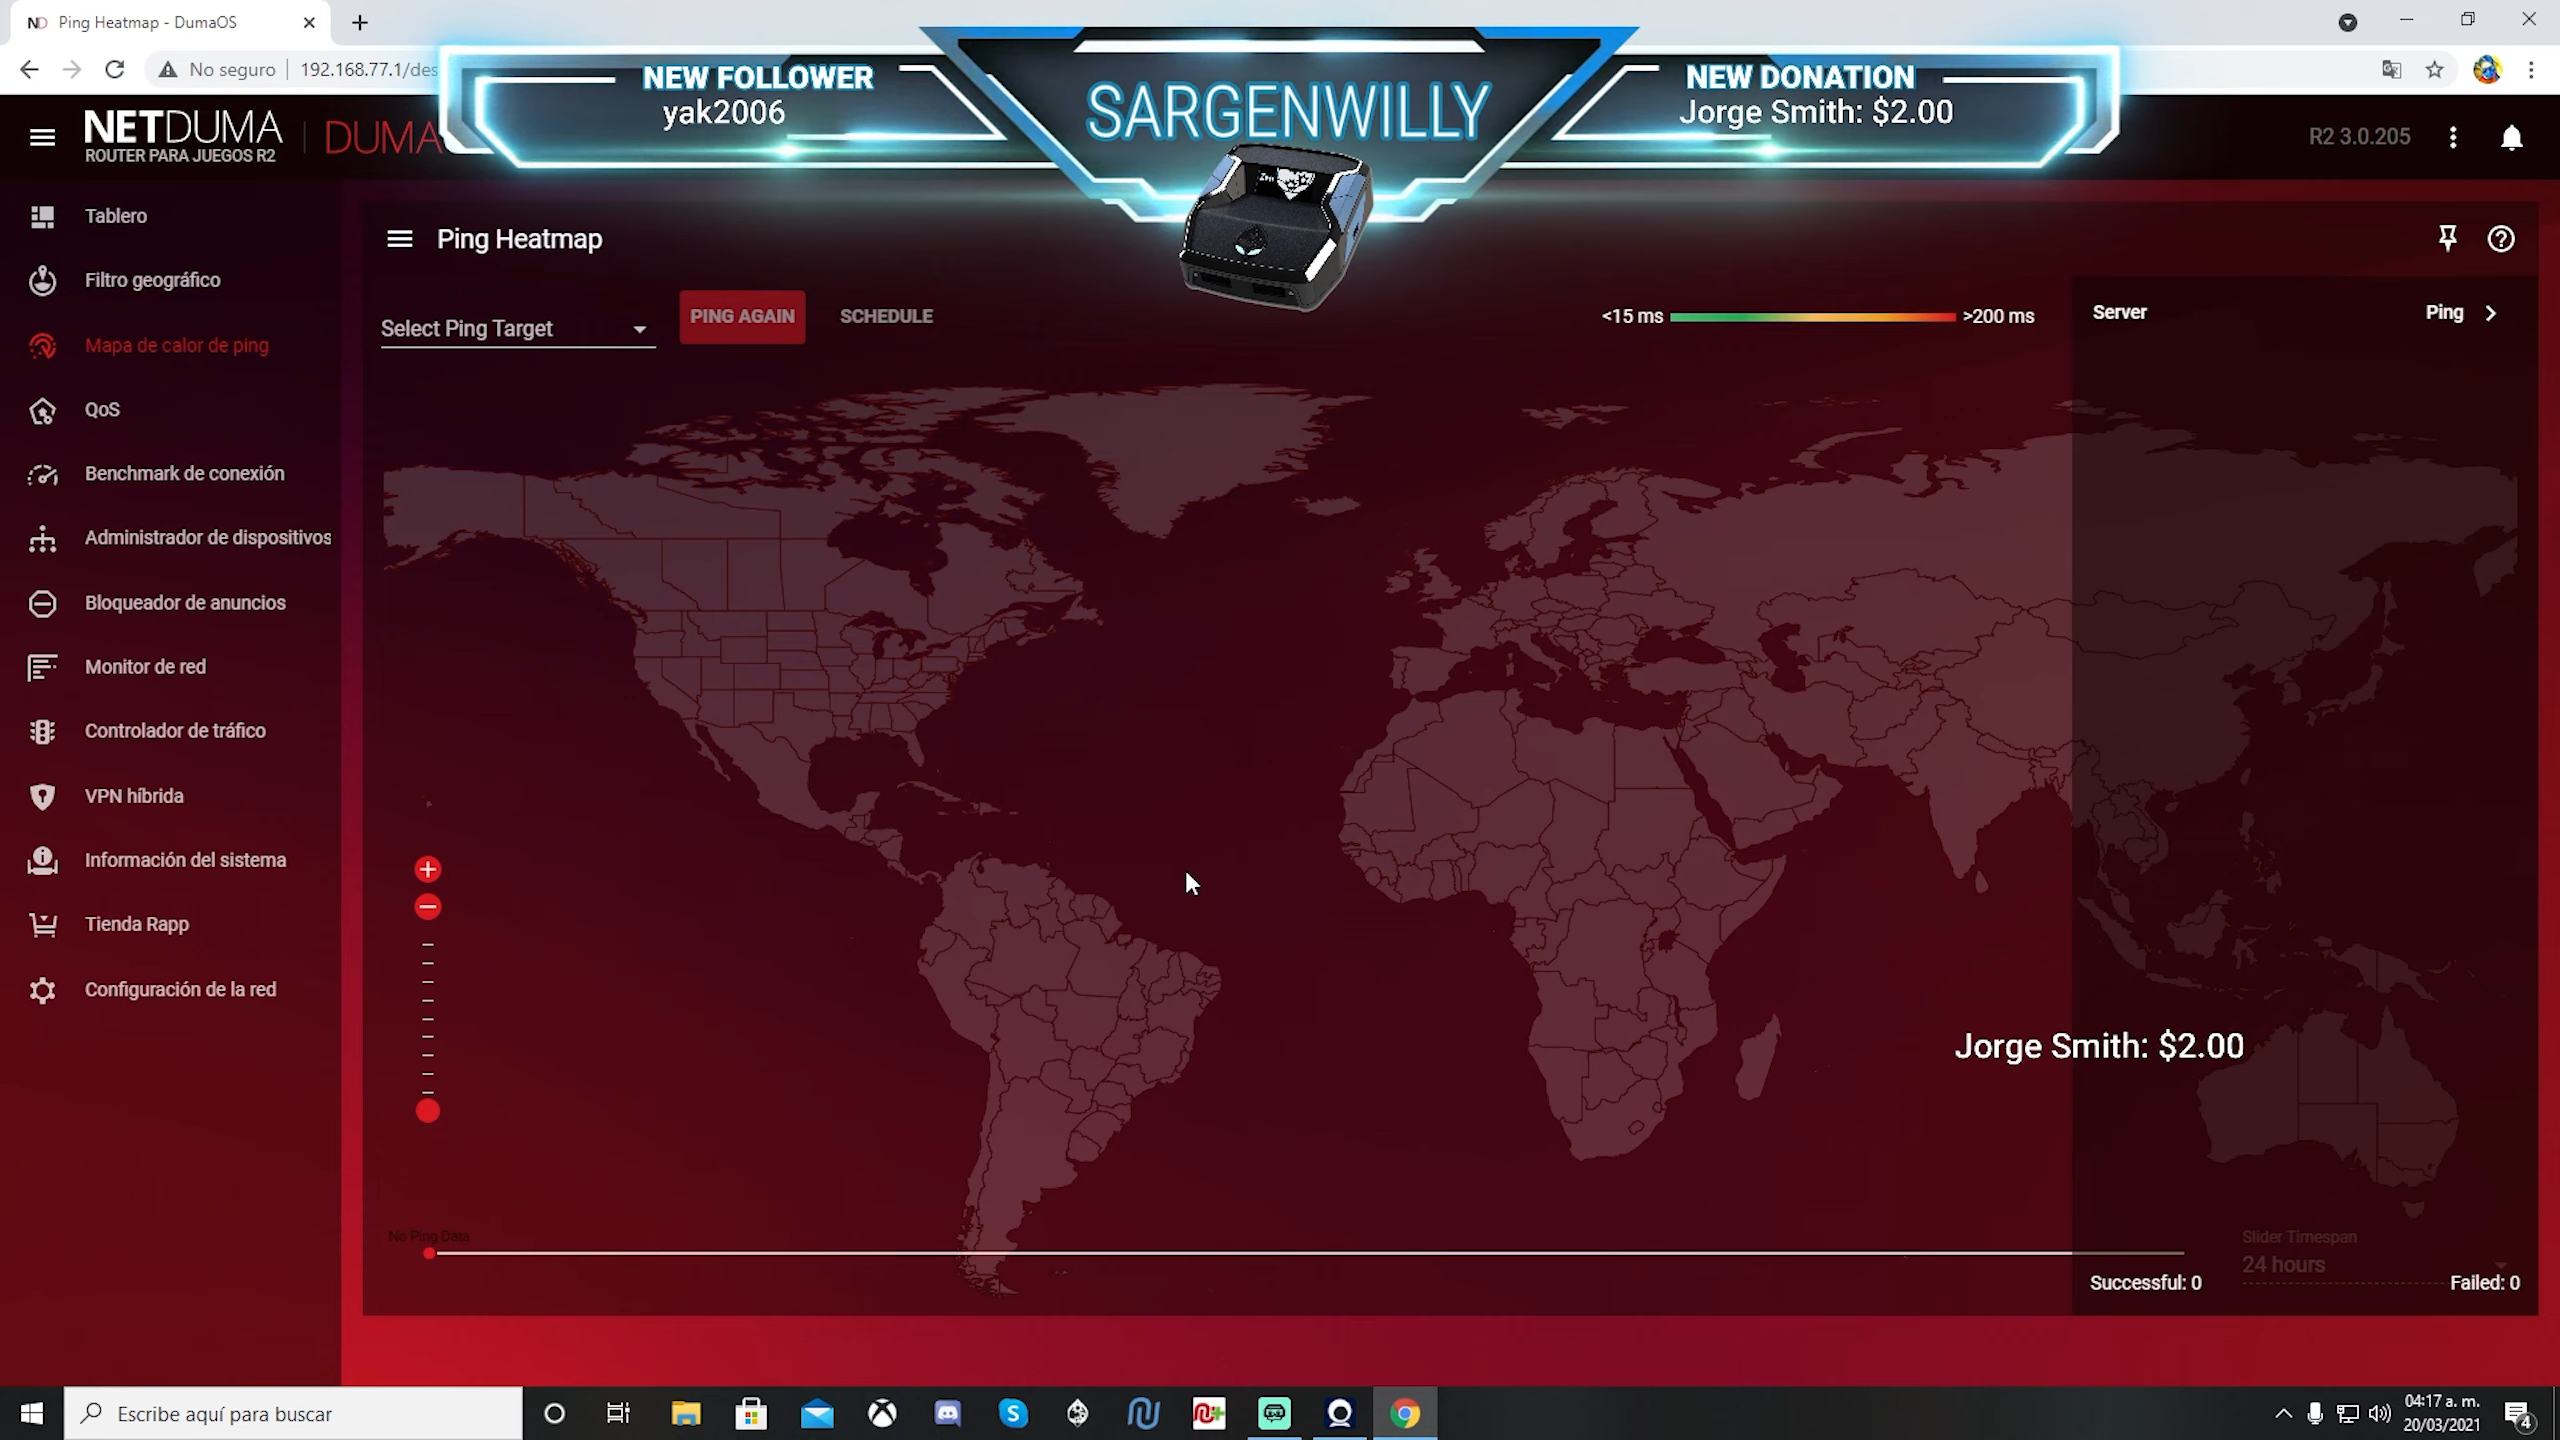 Ping Heatmap - DumaOS
No seguro
192.168.77.1/des
NEW FOLLOWER
yak2006
SARGENWILLY
NEW DONATION
Jorge Smith: $2.00
NETDUMA
ROUTER PARA JUEGOS R2
DUMA
R2 3.0.205
Zen
Tablero
Filtro geográfico
Mapa de calor de ping
QoS
Benchmark de conexión
Administrador de dispositivos
Bloqueador de anuncios
Monitor de red
Controlador de tráfico
VPN híbrida
Información del sistema
Tienda Rapp
Configuración de la red
Ping Heatmap
Select Ping Target
PING AGAIN
SCHEDULE
<15 ms
>200 ms
Server
Ping
Jorge Smith: $2.00
No Ping Data
Slider Timespan
24 hours
Successful: 0
Failed: 0
Escribe aquí para buscar
04:17 a. m.
20/03/2021
4